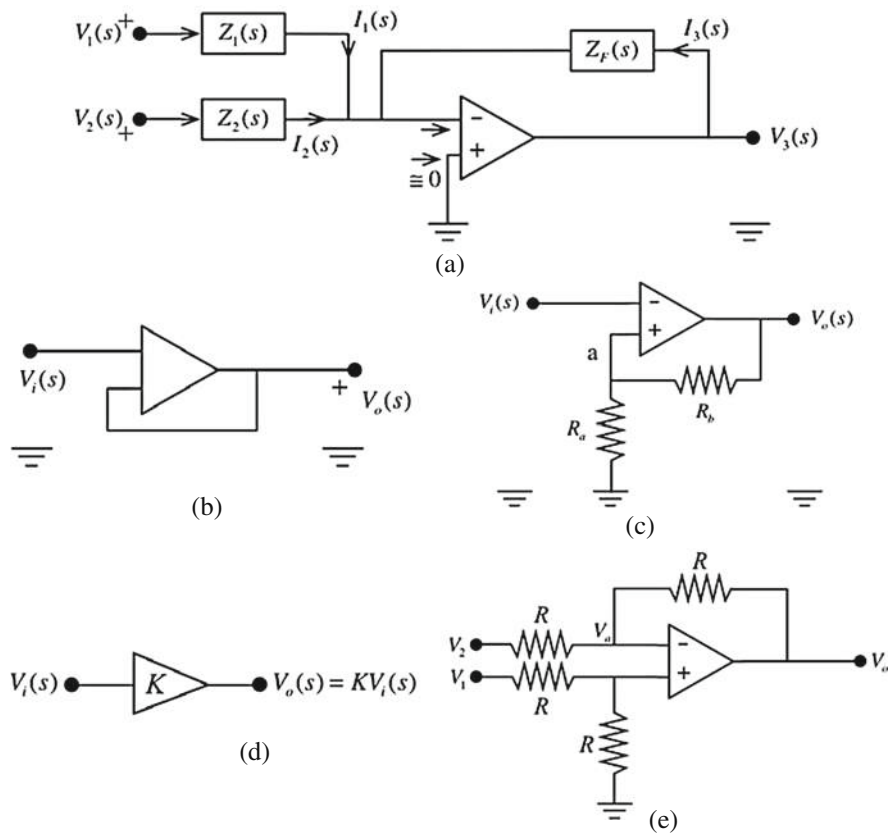 V₁(s) + Z₁(s) I₁(s)
Z_F(s) I₃(s)
V₂(s) + Z₂(s) I₂(s)
−
+
≅ 0
V₃(s)
(a)
V_i(s)
+ V_o(s)
(b)
V_i(s)
−
+
V_o(s)
a
R_b
R_a
(c)
V_i(s) K V_o(s) = KV_i(s)
(d)
R
R
V₂ V_a −
V₁ +
V_o
R
R
(e)